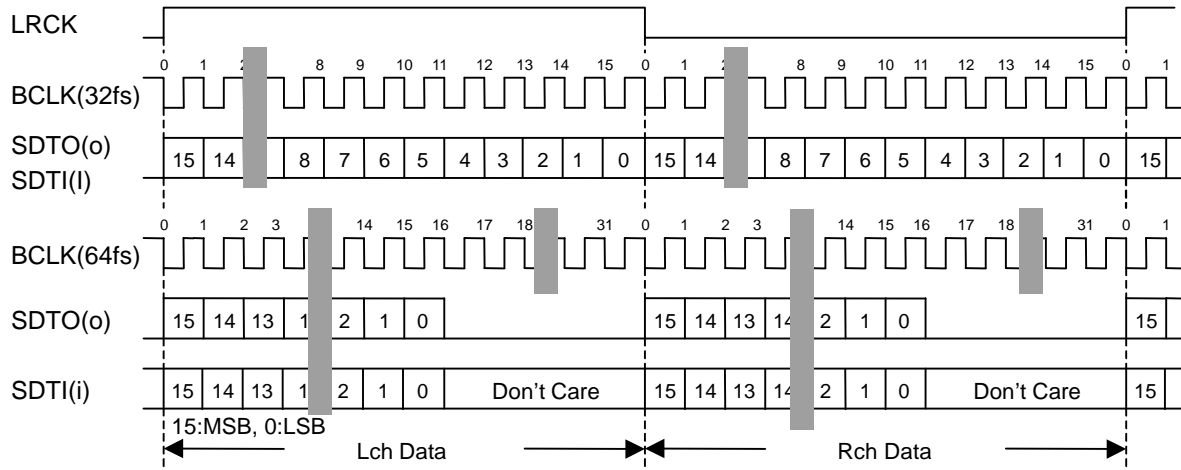 LRCK
0 1 2 8 9 10 11 12 13 14 15 0 1 2 8 9 10 11 12 13 14 15 0 1
BCLK(32fs)
SDTO(o) 15 14 8 7 6 5 4 3 2 1 0 15 14 8 7 6 5 4 3 2 1 0 15
SDTI(I)
0 1 2 3 14 15 16 17 18 31 0 1 2 3 14 15 16 17 18 31 0 1
BCLK(64fs)
SDTO(o) 15 14 13 1 2 1 0 15 14 13 14 2 1 0 15
SDTI(i) 15 14 13 1 2 1 0 Don't Care 15 14 13 14 2 1 0 Don't Care 15
15:MSB, 0:LSB
Lch Data Rch Data